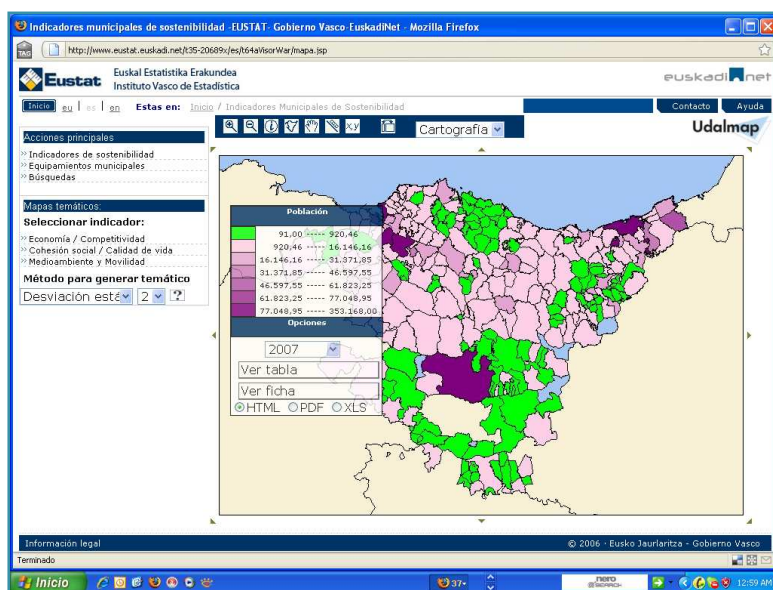 Indicadores municipales de sostenibilidad -EUSTAT- Gobierno Vasco-EuskadiNet - Mozilla Firefox
TAG
http://www.eustat.euskadi.net/t35-20689x/es/t64aVisorWar/mapa.jsp
Eustat
Euskal Estatistika Erakundea
Instituto Vasco de Estadística
euskadi net
Inicio eu | es | en Estas en: Inicio / Indicadores Municipales de Sostenibilidad
Contacto Ayuda
Acciones principales
» Indicadores de sostenibilidad
» Equipamientos municipales
» Búsquedas
Mapas temáticos:
Seleccionar indicador:
» Economía / Competitividad
» Cohesión social / Calidad de vida
» Medioambiente y Movilidad
Método para generar temático
Desviación está 2 ?
x,y Cartografía
Udalmap
Población
91,00 ----- 920,46
920,46 ----- 16.146,16
16.146,16 ----- 31.371,85
31.371,85 ----- 46.597,55
46.597,55 ----- 61.823,25
61.823,25 ----- 77.048,95
77.048,95 ----- 353.168,00
Opciones
2007
Ver tabla
Ver ficha
HTML PDF XLS
Información legal
© 2006 · Eusko Jaurlaritza - Gobierno Vasco
Terminado
Inicio
37
nero
SEARCH
12:59 AM